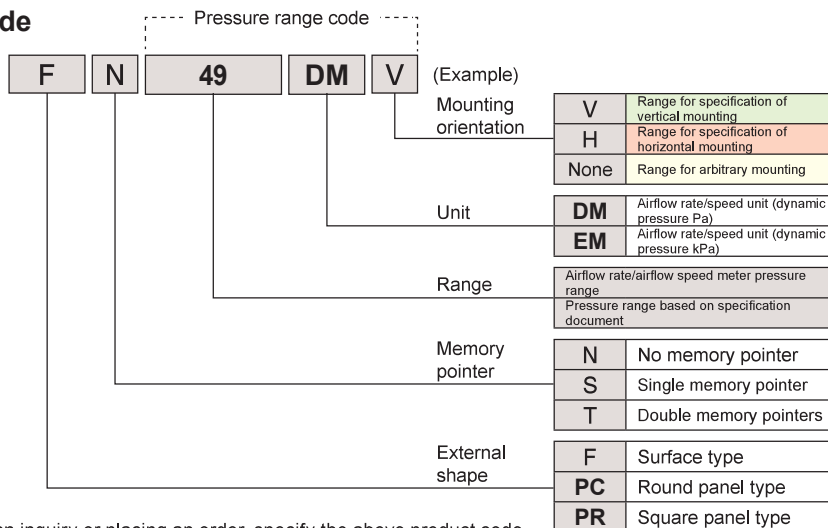 de
Pressure range code
F N 49 DM V (Example)
Mounting
orientation
V Range for specification of
vertical mounting
H Range for specification of
horizontal mounting
None Range for arbitrary mounting
Unit
DM Airflow rate/speed unit (dynamic
pressure Pa)
EM Airflow rate/speed unit (dynamic
pressure kPa)
Range
Airflow rate/airflow speed meter pressure
range
Pressure range based on specification
document
Memory
pointer
N No memory pointer
S Single memory pointer
T Double memory pointers
External
shape
F Surface type
PC Round panel type
PR Square panel type
inquiry or placing an order, specify the above product code